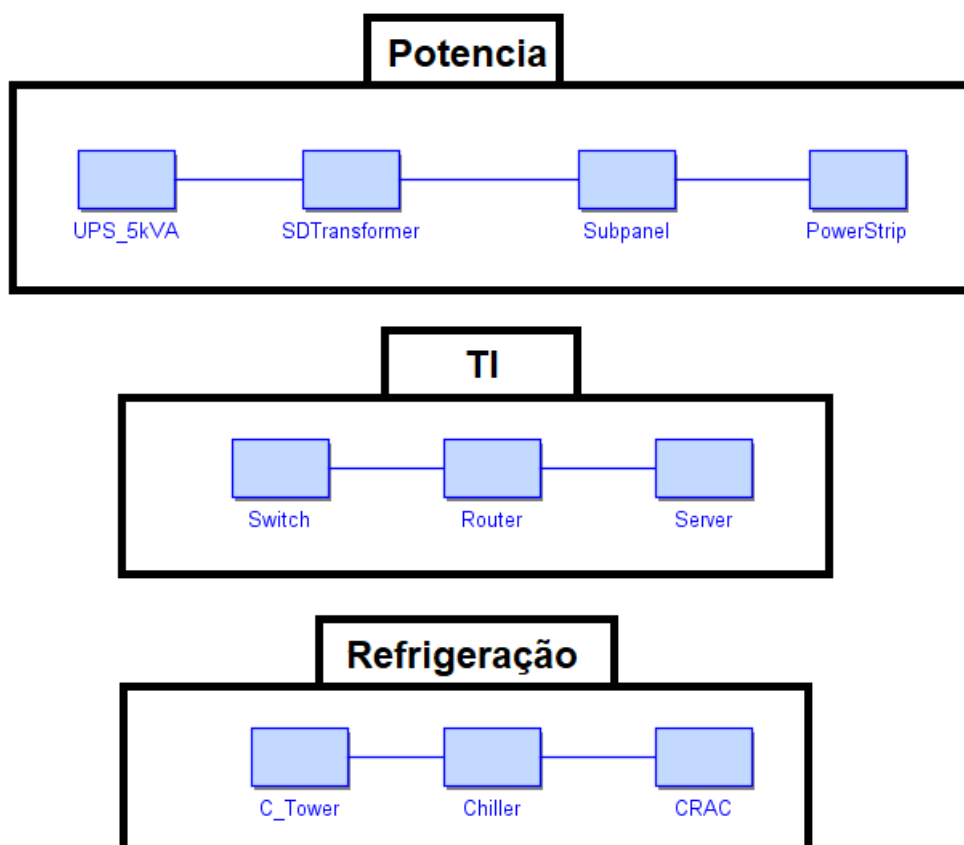 Potencia
UPS_5kVA SDTransformer Subpanel PowerStrip
TI
Switch Router Server
Refrigeração
C_Tower Chiller CRAC